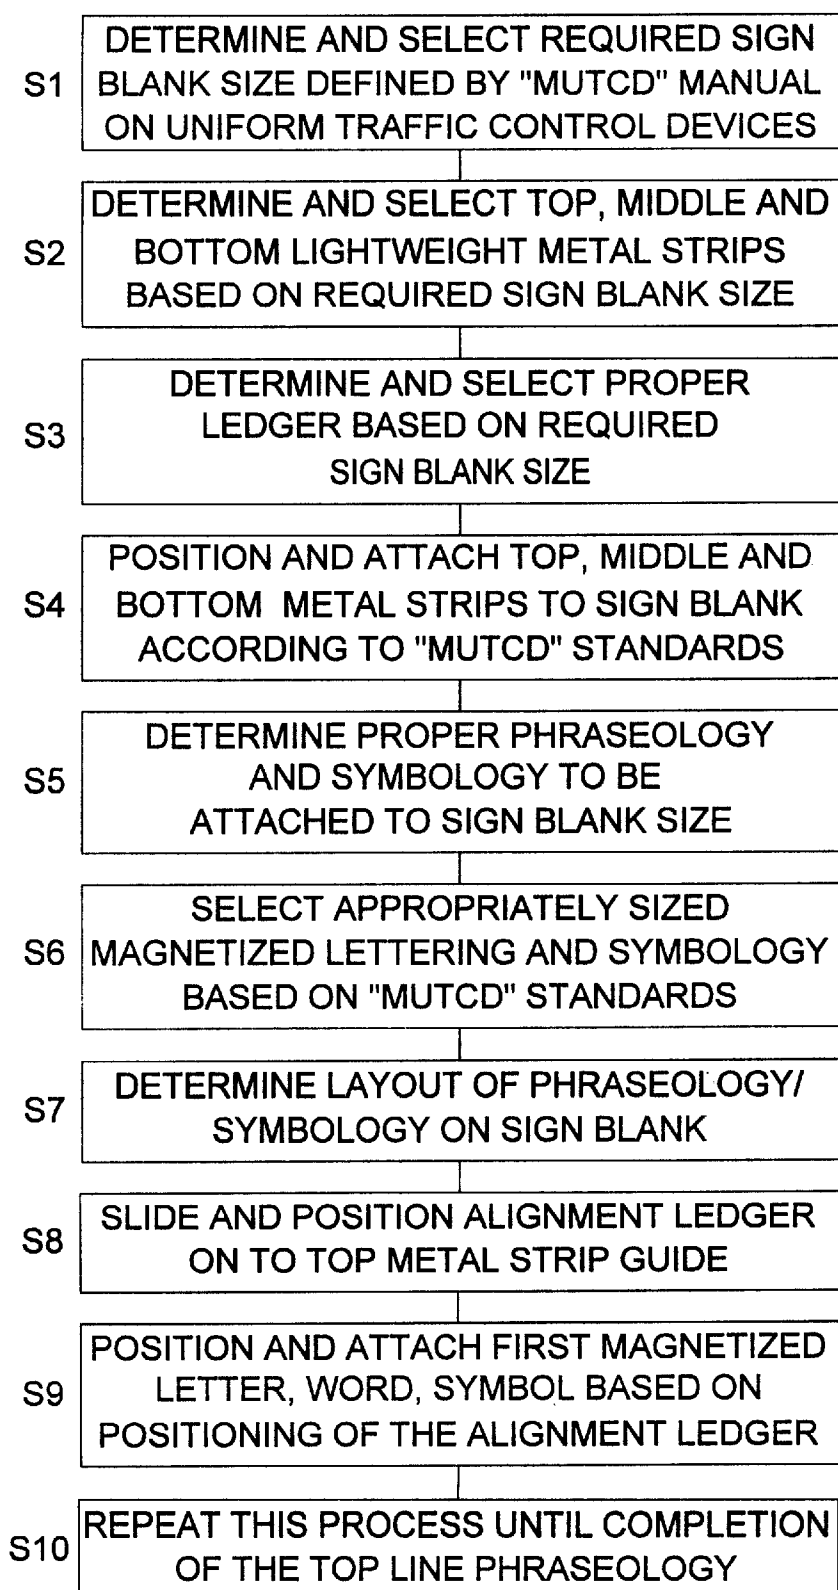 DETERMINE AND SELECT REQUIRED SIGN
S1 BLANK SIZE DEFINED BY "MUTCD" MANUAL
ON UNIFORM TRAFFIC CONTROL DEVICES
DETERMINE AND SELECT TOP, MIDDLE AND
S2 BOTTOM LIGHTWEIGHT METAL STRIPS
BASED ON REQUIRED SIGN BLANK SIZE
DETERMINE AND SELECT PROPER
S3 LEDGER BASED ON REQUIRED
SIGN BLANK SIZE
POSITION AND ATTACH TOP, MIDDLE AND
S4 BOTTOM METAL STRIPS TO SIGN BLANK
ACCORDING TO "MUTCD" STANDARDS
DETERMINE PROPER PHRASEOLOGY
S5 AND SYMBOLOGY TO BE
ATTACHED TO SIGN BLANK SIZE
SELECT APPROPRIATELY SIZED
S6 MAGNETIZED LETTERING AND SYMBOLOGY
BASED ON "MUTCD" STANDARDS
S7 DETERMINE LAYOUT OF PHRASEOLOGY/
SYMBOLOGY ON SIGN BLANK
S8 SLIDE AND POSITION ALIGNMENT LEDGER
ON TO TOP METAL STRIP GUIDE
POSITION AND ATTACH FIRST MAGNETIZED
S9 LETTER, WORD, SYMBOL BASED ON
POSITIONING OF THE ALIGNMENT LEDGER
S10 REPEAT THIS PROCESS UNTIL COMPLETION
OF THE TOP LINE PHRASEOLOGY